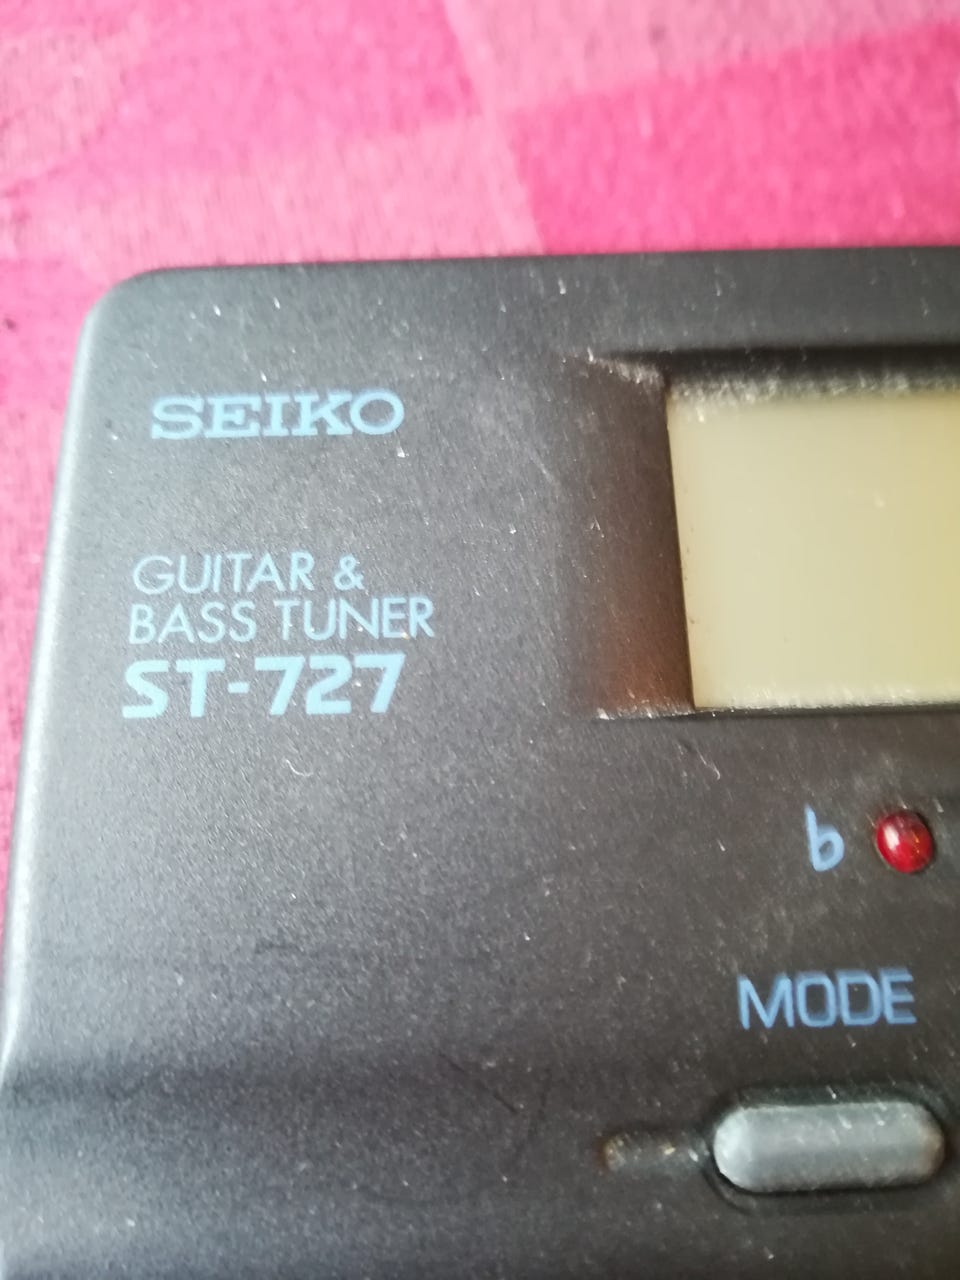 SEIKO
GUITAR &
BASS TUNER
ST-727
♭
MODE